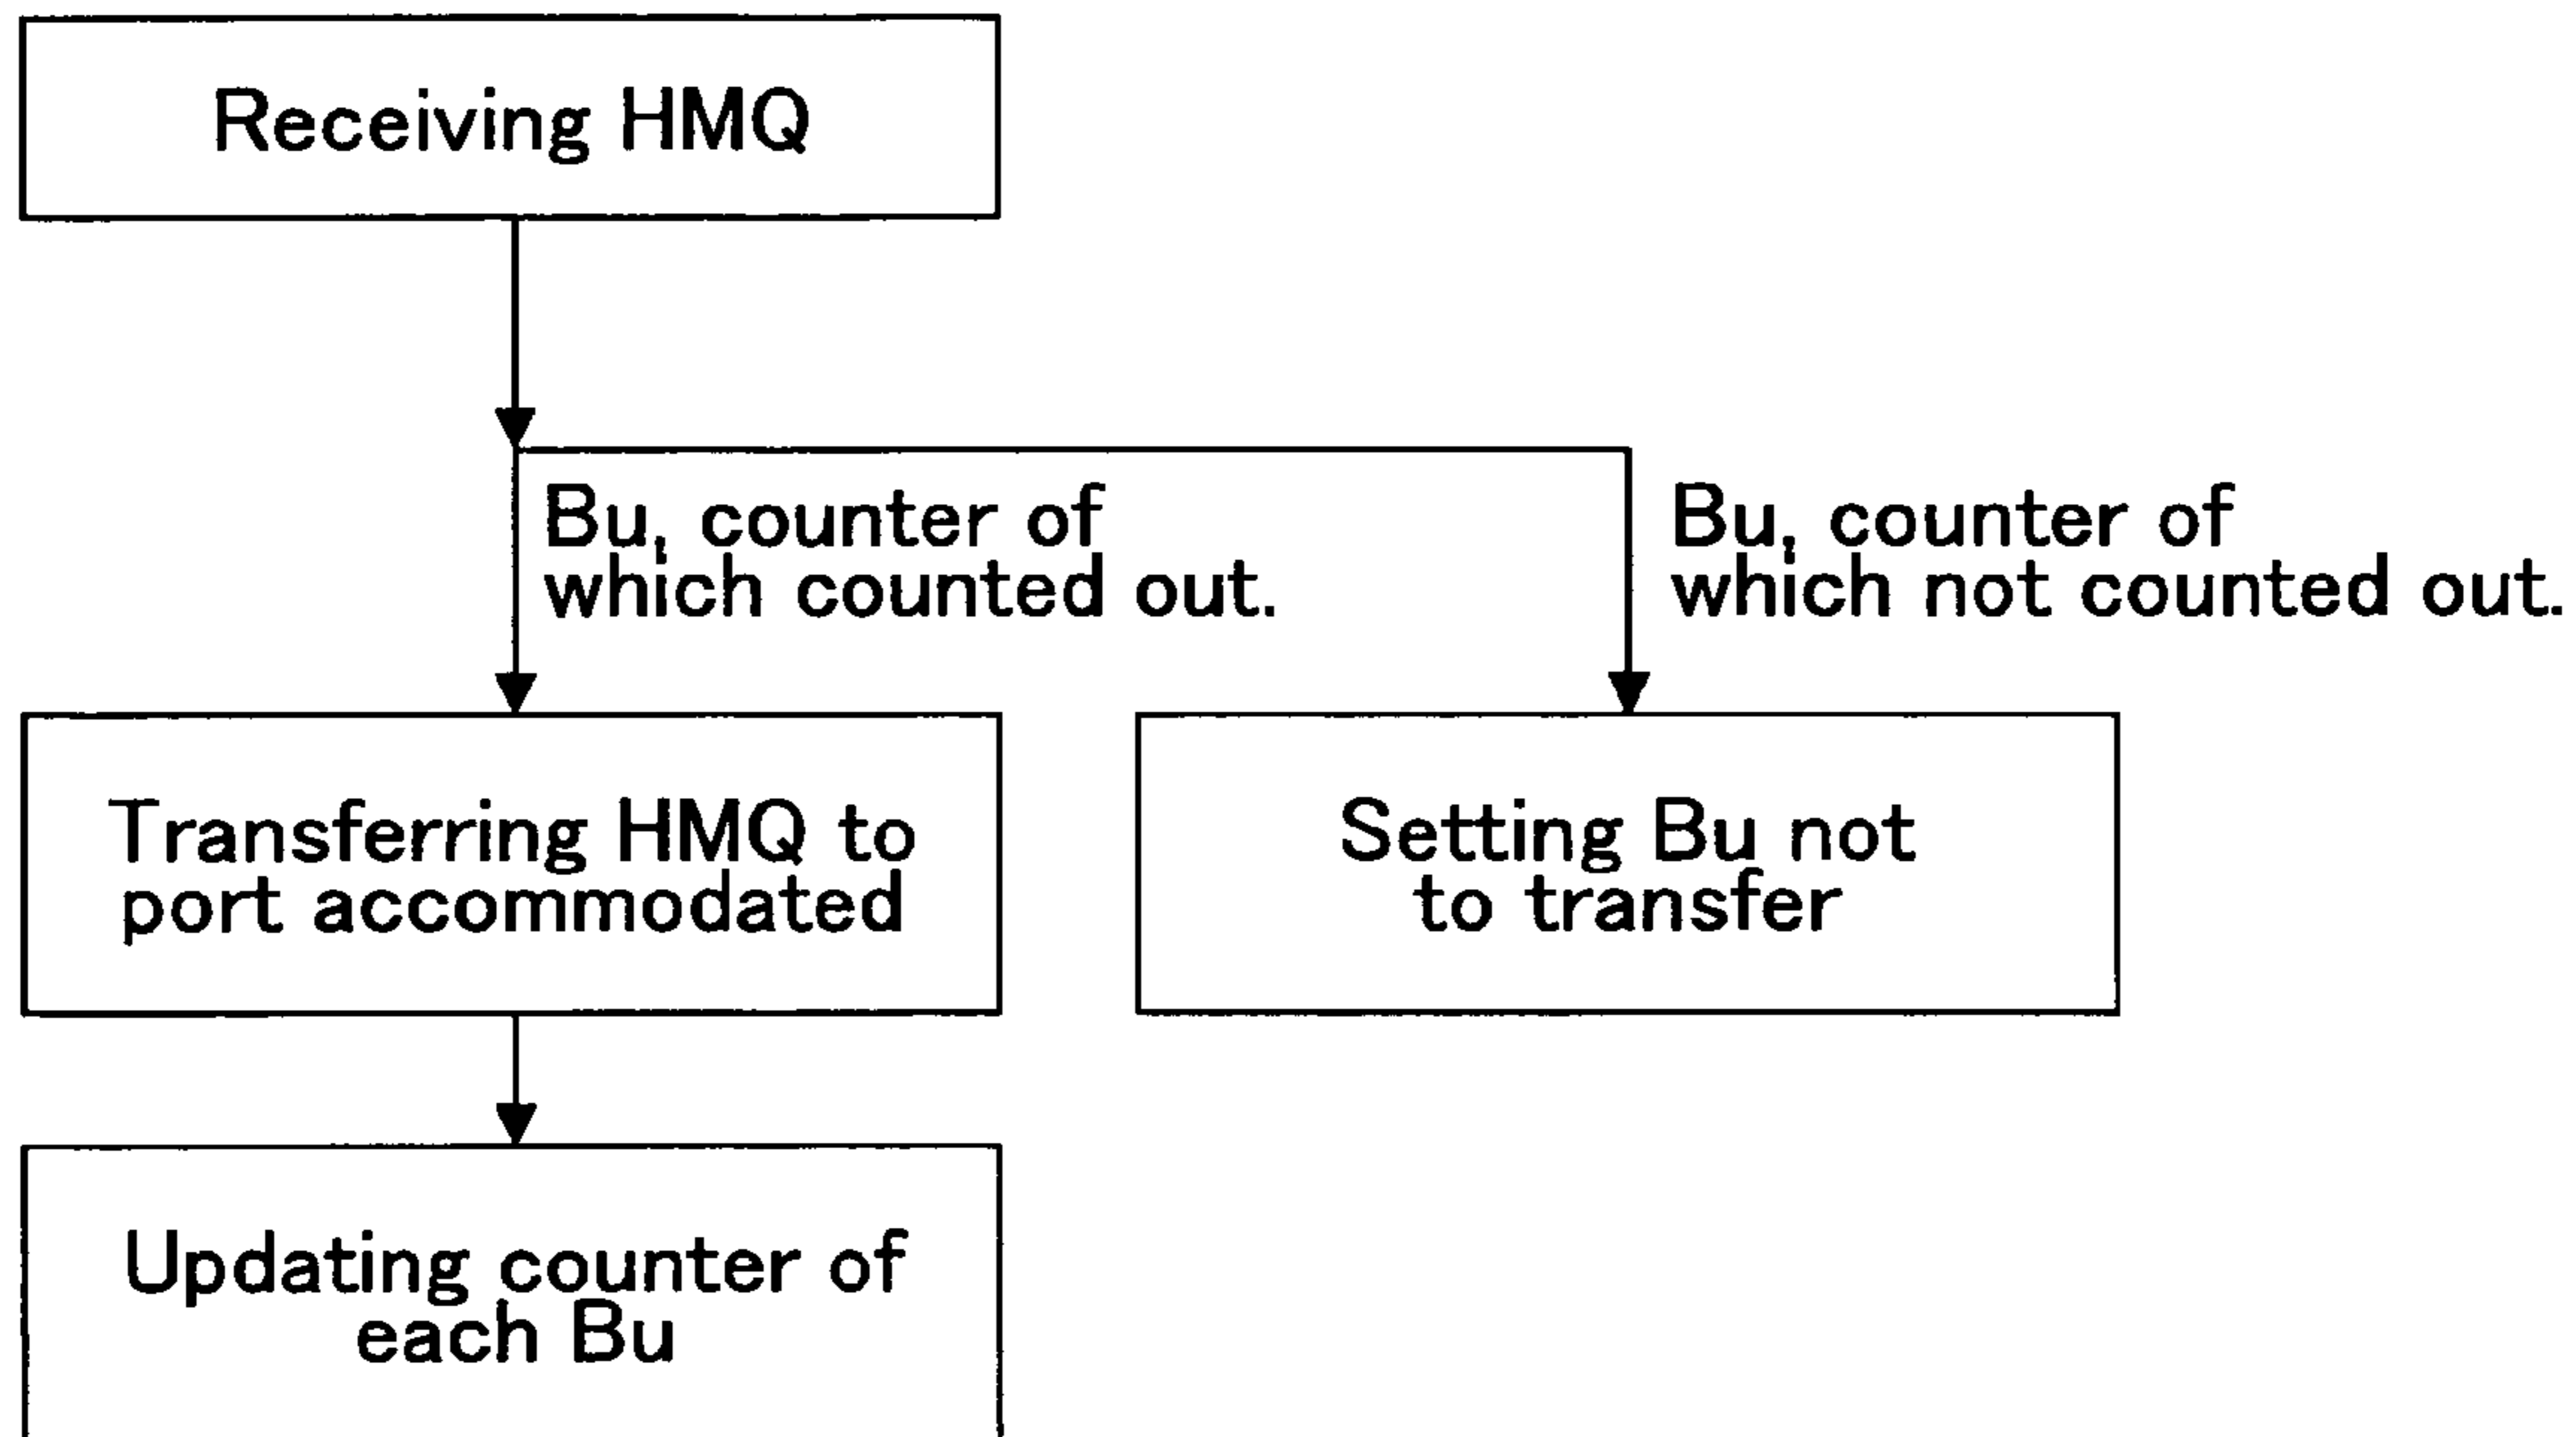 Receiving HMQ
Bu, counter of
which counted out.
Bu, counter of
which not counted out.
Transferring HMQ to
port accommodated
Setting Bu not
to transfer
Updating counter of
each Bu